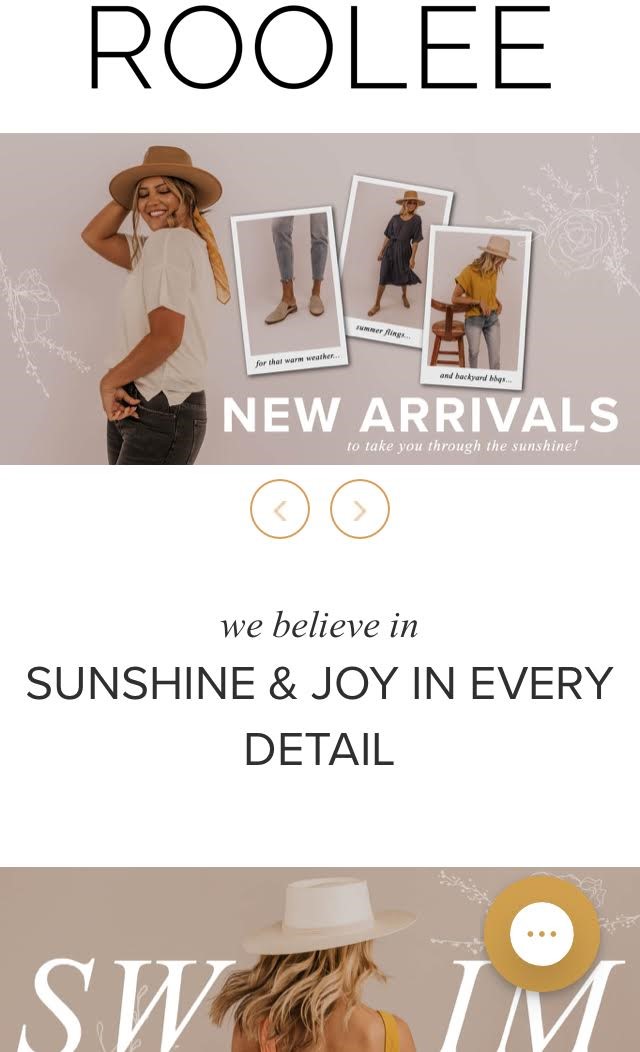 ROOLEE
for that warm weather...
summer flings...
and backyard bbqs...
NEW ARRIVALS
to take you through the sunshine!
we believe in
SUNSHINE & JOY IN EVERY
DETAIL
SW IM